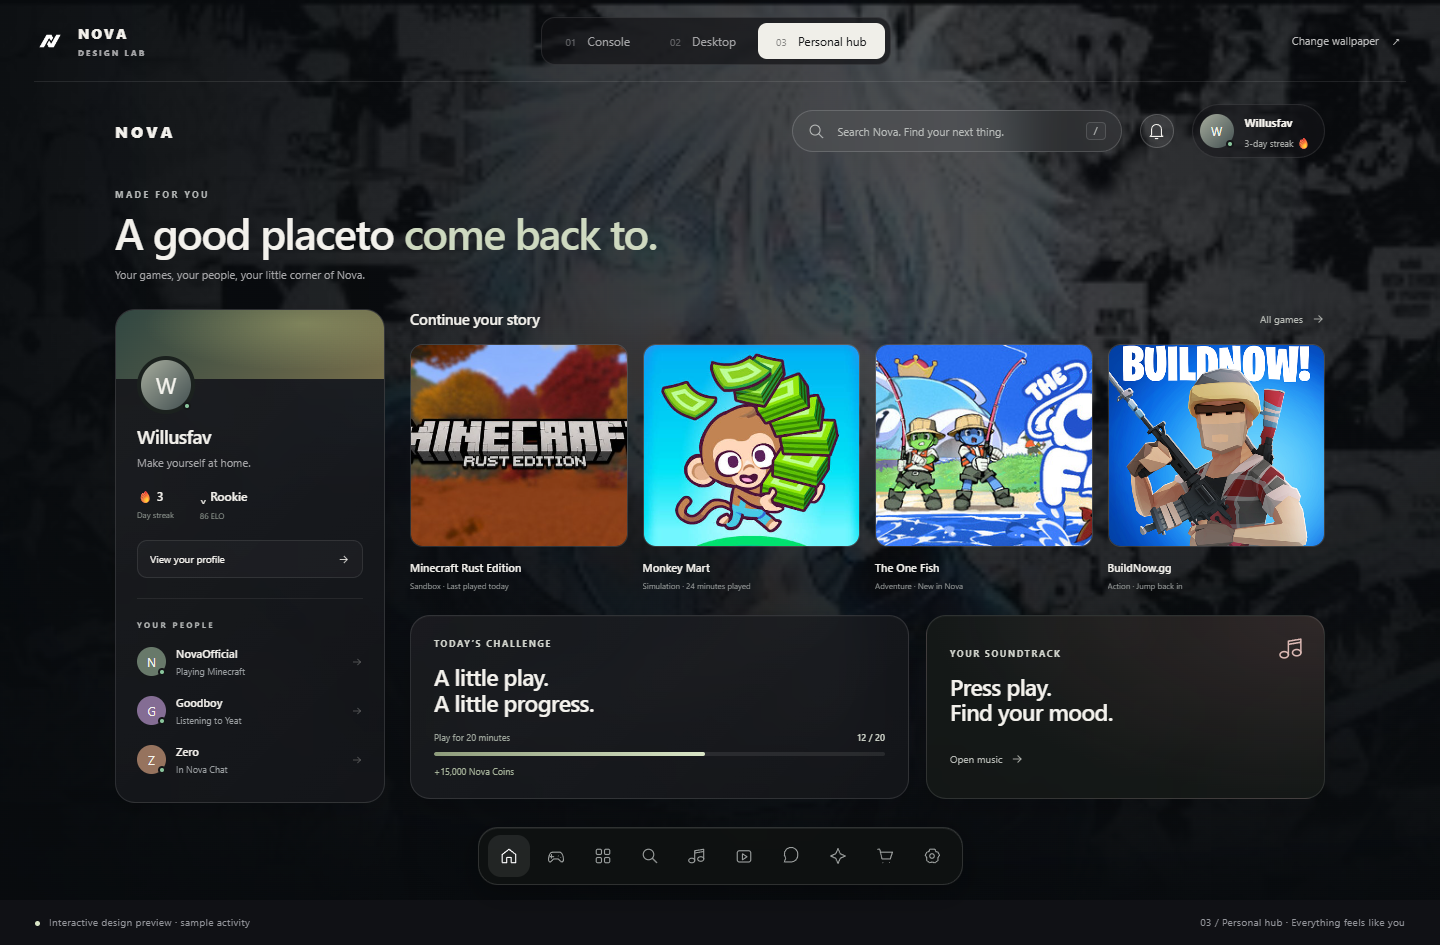 NOVA
DESIGN LAB
01 Console
02 Desktop
03 Personal hub
Change wallpaper ↗
NOVA
Search Nova. Find your next thing.
/
W
Willusfav
3-day streak 🔥
MADE FOR YOU
A good placeto come back to.
Your games, your people, your little corner of Nova.
W
Willusfav
Make yourself at home.
🔥 3
Day streak
Rookie
86 ELO
View your profile →
YOUR PEOPLE
N
NovaOfficial
Playing Minecraft
G
Goodboy
Listening to Yeat
Z
Zero
In Nova Chat
Continue your story
All games →
MINECRAFT
RUST EDITION
THE
BUILDNOW!
Minecraft Rust Edition
Sandbox · Last played today
Monkey Mart
Simulation · 24 minutes played
The One Fish
Adventure · New in Nova
BuildNow.gg
Action · Jump back in
TODAY'S CHALLENGE
A little play.
A little progress.
Play for 20 minutes
12 / 20
+15,000 Nova Coins
YOUR SOUNDTRACK
Press play.
Find your mood.
Open music →
Interactive design preview · sample activity
03 / Personal hub · Everything feels like you